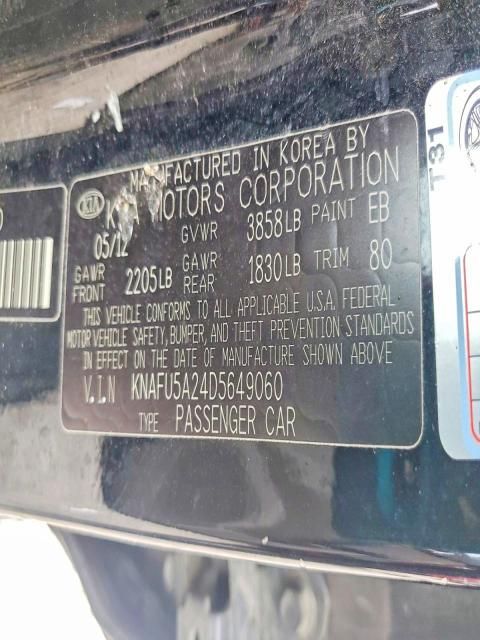 MANUFACTURED IN KOREA BY
KIA MOTORS CORPORATION
05/12 GVWR 3858LB PAINT EB
GAWR FRONT 2205LB GAWR REAR 1830LB TRIM 80
THIS VEHICLE CONFORMS TO ALL APPLICABLE U.S.A. FEDERAL
MOTOR VEHICLE SAFETY, BUMPER, AND THEFT PREVENTION STANDARDS
IN EFFECT ON THE DATE OF MANUFACTURE SHOWN ABOVE
V.I.N KNAFU5A24D5649060
TYPE PASSENGER CAR
131